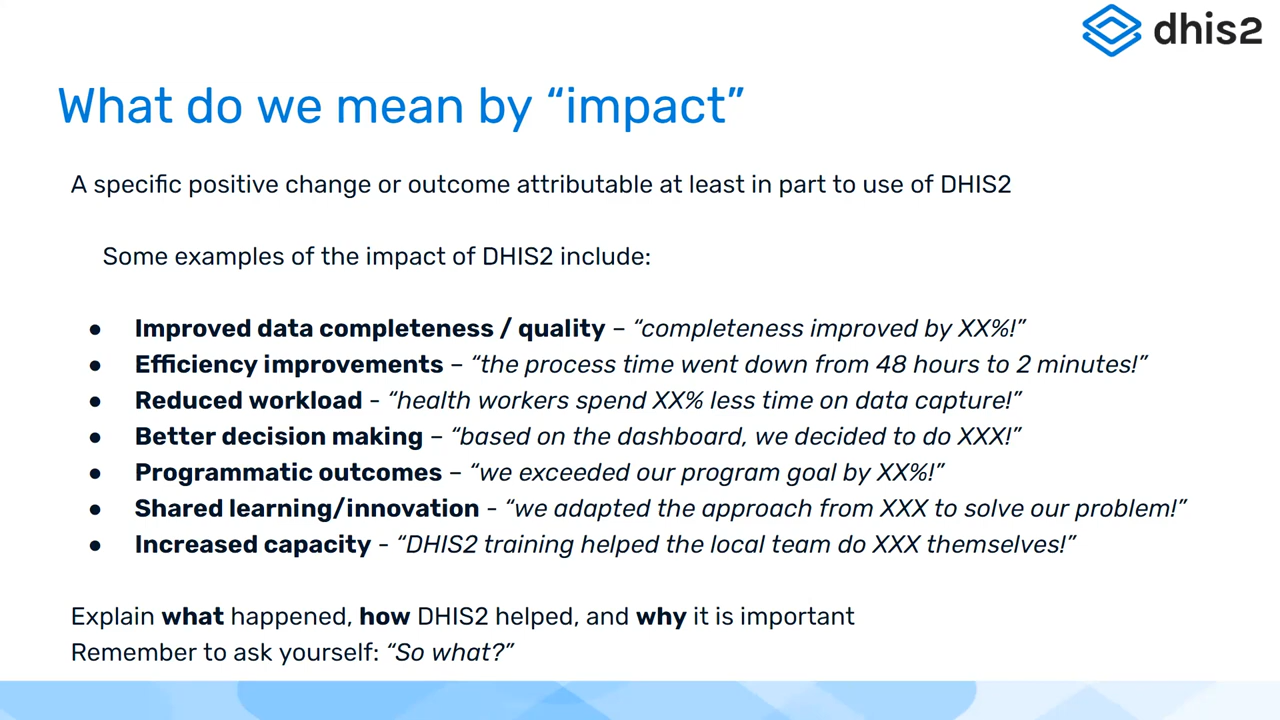 dhis2
What do we mean by “impact”
A specific positive change or outcome attributable at least in part to use of DHIS2
Some examples of the impact of DHIS2 include:
● Improved data completeness / quality – “completeness improved by XX%!”
● Efficiency improvements – “the process time went down from 48 hours to 2 minutes!”
● Reduced workload - “health workers spend XX% less time on data capture!”
● Better decision making – “based on the dashboard, we decided to do XXX!”
● Programmatic outcomes – “we exceeded our program goal by XX%!”
● Shared learning/innovation - “we adapted the approach from XXX to solve our problem!”
● Increased capacity - “DHIS2 training helped the local team do XXX themselves!”
Explain what happened, how DHIS2 helped, and why it is important
Remember to ask yourself: “So what?”